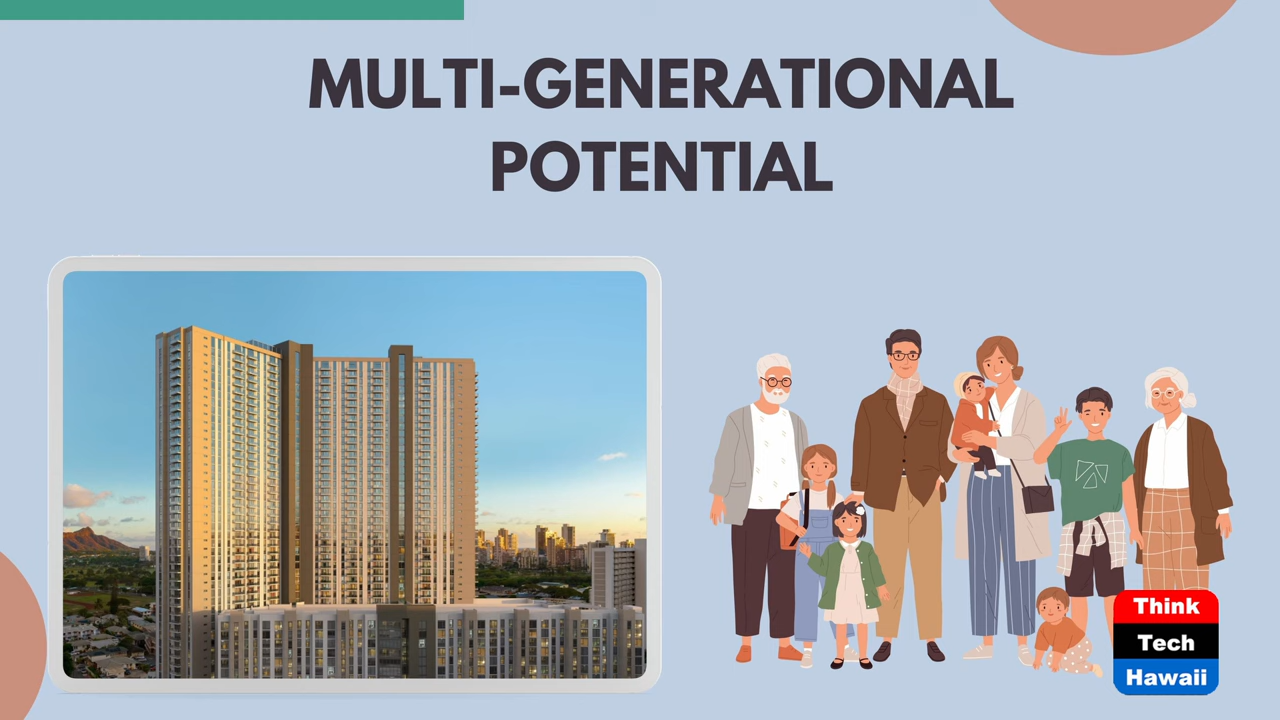 MULTI-GENERATIONAL
POTENTIAL
Think
Tech
Hawaii